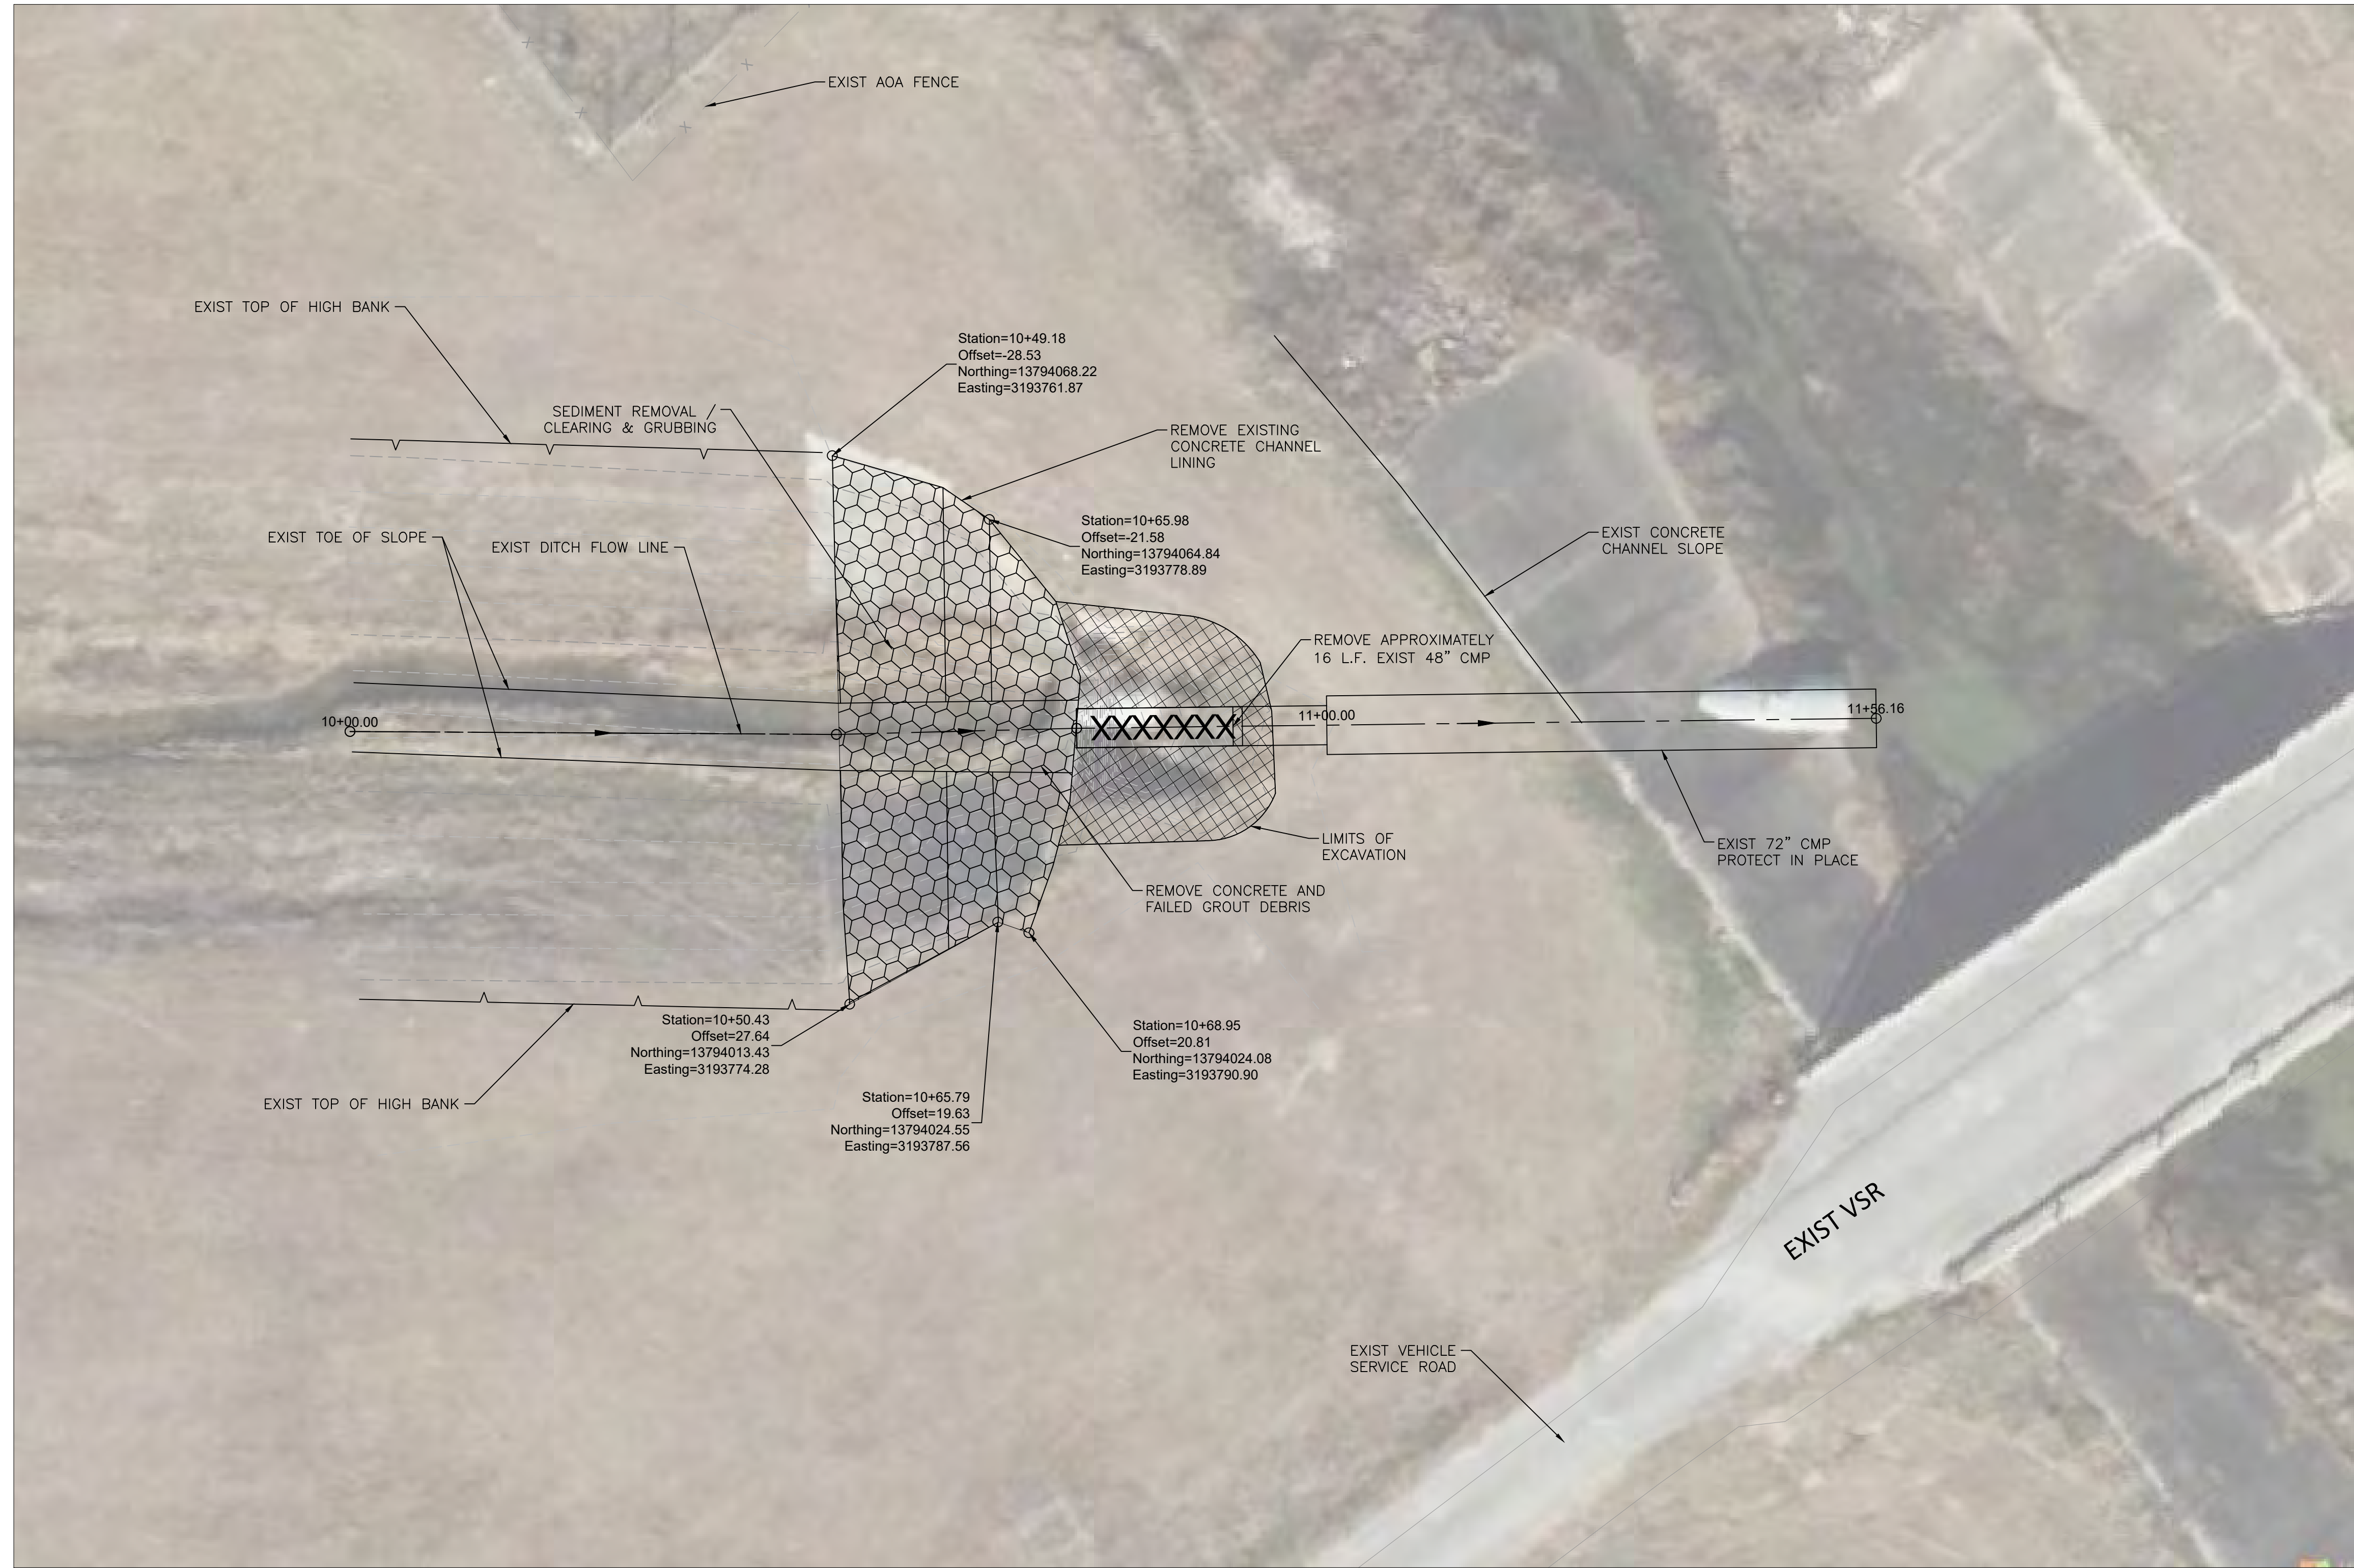 EXIST AOA FENCE
EXIST TOP OF HIGH BANK
Station=10+49.18
Offset=-28.53
Northing=13794068.22
Easting=3193761.87
SEDIMENT REMOVAL /
CLEARING & GRUBBING
REMOVE EXISTING
CONCRETE CHANNEL
LINING
Station=10+65.98
Offset=-21.58
Northing=13794064.84
Easting=3193778.89
EXIST TOE OF SLOPE
EXIST DITCH FLOW LINE
EXIST CONCRETE
CHANNEL SLOPE
REMOVE APPROXIMATELY
16 L.F. EXIST 48" CMP
10+00.00
XXXXXXX
11+00.00
11+56.16
LIMITS OF
EXCAVATION
EXIST 72" CMP
PROTECT IN PLACE
REMOVE CONCRETE AND
FAILED GROUT DEBRIS
Station=10+50.43
Offset=27.64
Northing=13794013.43
Easting=3193774.28
Station=10+68.95
Offset=20.81
Northing=13794024.08
Easting=3193790.90
EXIST TOP OF HIGH BANK
Station=10+65.79
Offset=19.63
Northing=13794024.55
Easting=3193787.56
EXIST VSR
EXIST VEHICLE
SERVICE ROAD